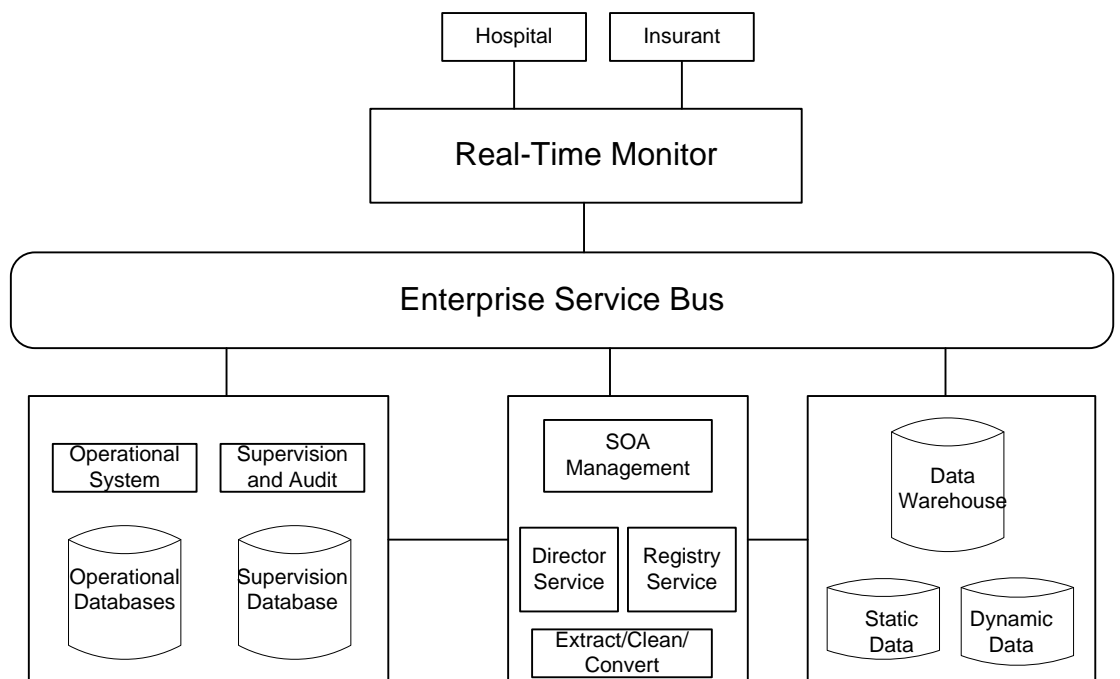 Hospital
Insurant
Real-Time Monitor
Enterprise Service Bus
Operational
System
Supervision
and Audit
Operational
Databases
Supervision
Database
SOA
Management
Director
Service
Registry
Service
Extract/Clean/
Convert
Data
Warehouse
Static
Data
Dynamic
Data